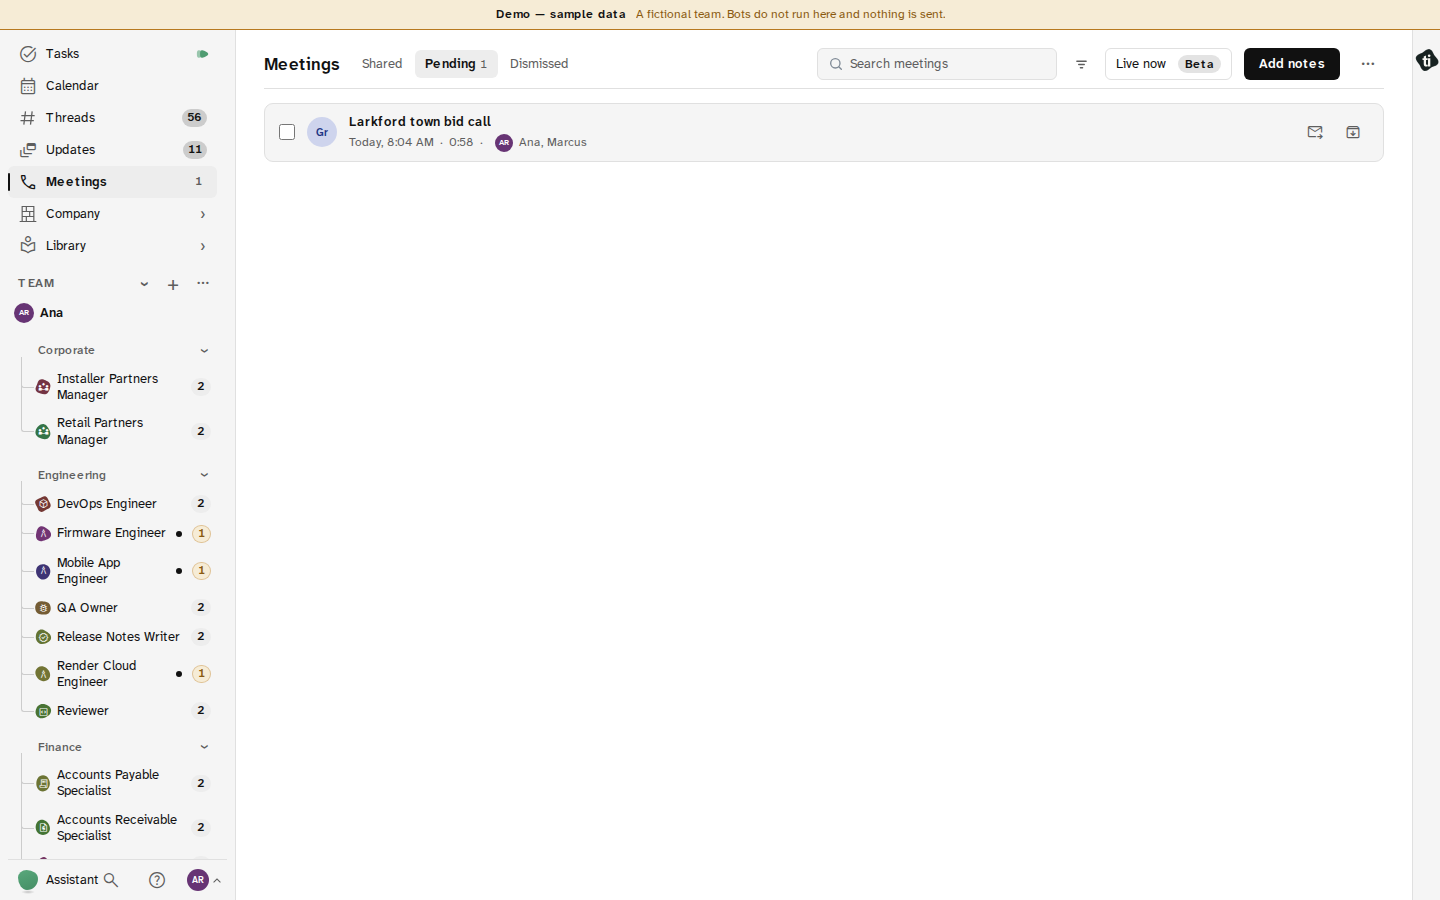 Demo — sample data A fictional team. Bots do not run here and nothing is sent.
Tasks
Calendar
Threads 56
Updates 11
Meetings 1
Company
Library
TEAM
AR Ana
Corporate
Installer Partners
Manager 2
Retail Partners
Manager 2
Engineering
DevOps Engineer 2
Firmware Engineer 1
Mobile App
Engineer 1
QA Owner 2
Release Notes Writer 2
Render Cloud
Engineer 1
Reviewer 2
Finance
Accounts Payable
Specialist 2
Accounts Receivable
Specialist 2
Assistant AR
Meetings Shared Pending 1 Dismissed Search meetings Live now Beta Add notes
Gr Larkford town bid call
Today, 8:04 AM · 0:58 · AR Ana, Marcus
ti